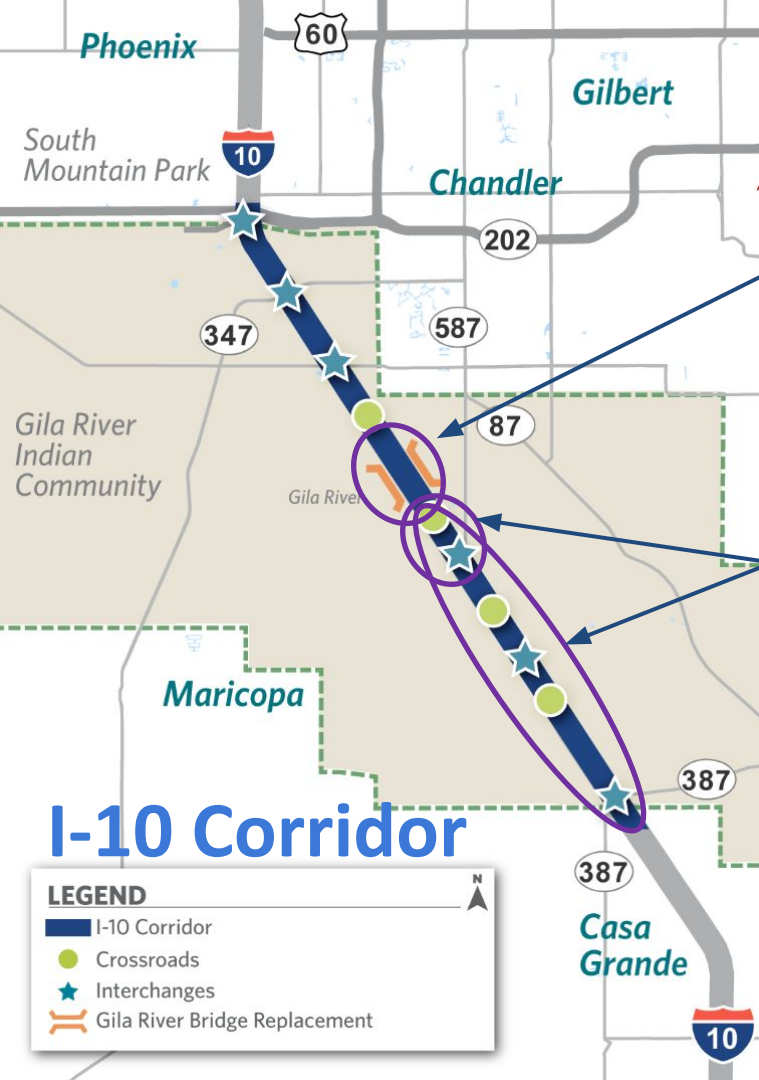 60
Phoenix
Gilbert
South
Mountain Park
10
Chandler
202
347
587
Gila River
Indian
Community
87
Gila River
Maricopa
387
I-10 Corridor
387
LEGEND
N
I-10 Corridor
Crossroads
Interchanges
Gila River Bridge Replacement
Casa
Grande
10